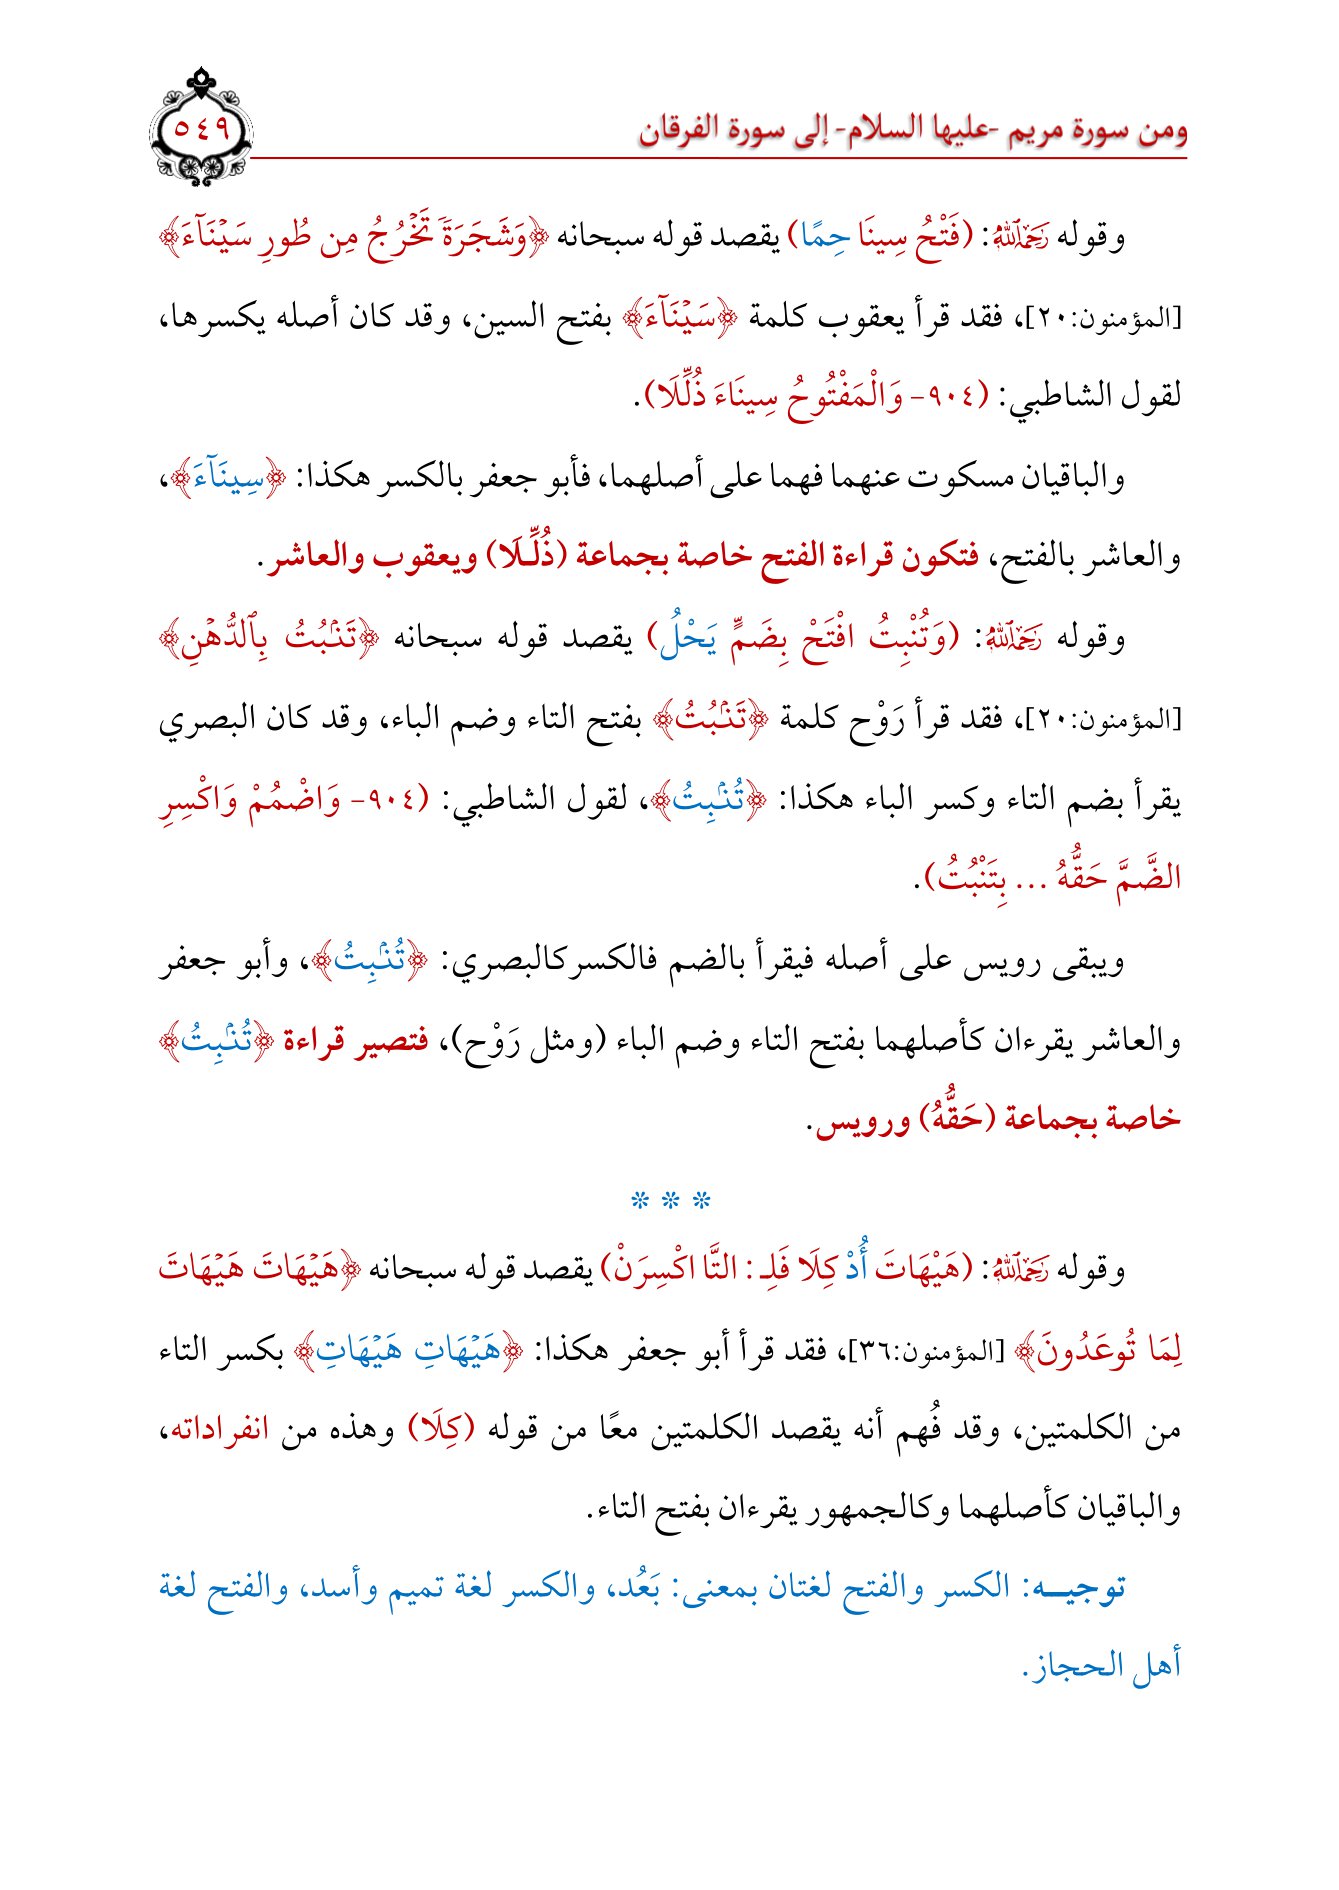 ومن سورة مريم -عليها السلام- إلى سورة الفرقان
٥٤٩
وقوله رَحِمَهُ ٱللَّهُ: (فَتْحُ سِينَا حِمًا) يقصد قوله سبحانه ﴿وَشَجَرَةٗ تَخۡرُجُ مِن طُورِ سَيۡنَآءَ﴾
[المؤمنون:٢٠]، فقد قرأ يعقوب كلمة ﴿سَيۡنَآءَ﴾ بفتح السين، وقد كان أصله يكسرها،
لقول الشاطبي: (٩٠٤- وَالْمَفْتُوحُ سِينَاءَ ذُلِّلَا).
والباقيان مسكوت عنهما فهما على أصلهما، فأبو جعفر بالكسر هكذا: ﴿سِينَآءَ﴾،
والعاشر بالفتح، فتكون قراءة الفتح خاصة بجماعة (ذُلِّلَا) ويعقوب والعاشر.
وقوله رَحِمَهُ ٱللَّهُ: (وَتُنْبِتُ افْتَحْ بِضَمٍّ يَحْلُ) يقصد قوله سبحانه ﴿تَنۢبُتُ بِٱلدُّهۡنِ﴾
[المؤمنون:٢٠]، فقد قرأ رَوْح كلمة ﴿تَنۢبُتُ﴾ بفتح التاء وضم الباء، وقد كان البصري
يقرأ بضم التاء وكسر الباء هكذا: ﴿تُنۢبِتُ﴾، لقول الشاطبي: (٩٠٤- وَاضْمُمْ وَاكْسِرِ
الضَّمَّ حَقُّهُ ... بِتَنْبُتُ).
ويبقى رويس على أصله فيقرأ بالضم فالكسركالبصري: ﴿تُنۢبِتُ﴾، وأبو جعفر
والعاشر يقرءان كأصلهما بفتح التاء وضم الباء (ومثل رَوْح)، فتصير قراءة ﴿تُنۢبِتُ﴾
خاصة بجماعة (حَقُّهُ) ورويس.
* * *
وقوله رَحِمَهُ ٱللَّهُ: (هَيْهَاتَ أُدْ كِلَا فَلِـ : التَّا اكْسِرَنْ) يقصد قوله سبحانه ﴿هَيۡهَاتَ هَيۡهَاتَ
لِمَا تُوعَدُونَ﴾ [المؤمنون:٣٦]، فقد قرأ أبو جعفر هكذا: ﴿هَيۡهَاتِ هَيۡهَاتِ﴾ بكسر التاء
من الكلمتين، وقد فُهم أنه يقصد الكلمتين معًا من قوله (كِلَا) وهذه من انفراداته،
والباقيان كأصلهما وكالجمهور يقرءان بفتح التاء.
توجيـــه: الكسر والفتح لغتان بمعنى: بَعُد، والكسر لغة تميم وأسد، والفتح لغة
أهل الحجاز.